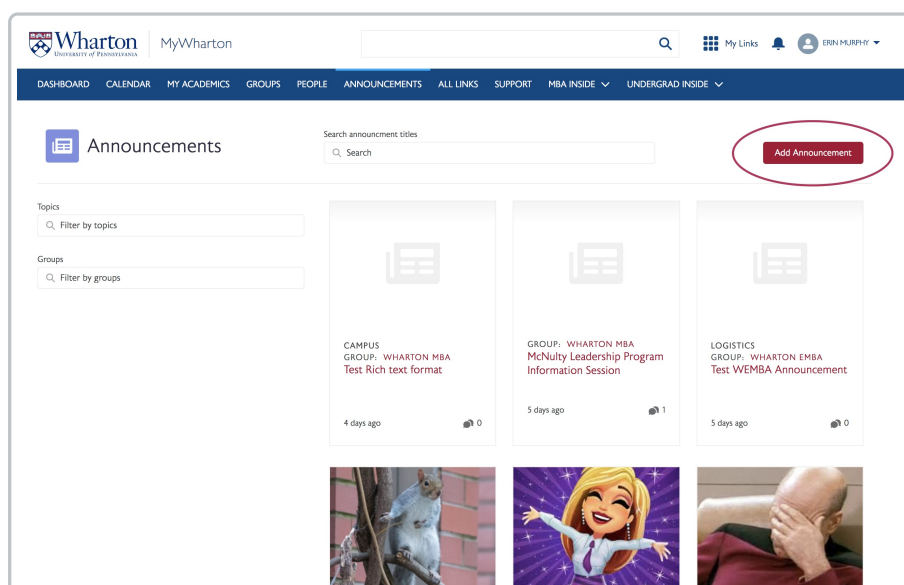 Wharton
UNIVERSITY of PENNSYLVANIA
MyWharton
My Links
ERIN MURPHY
DASHBOARD CALENDAR MY ACADEMICS GROUPS PEOPLE ANNOUNCEMENTS ALL LINKS SUPPORT MBA INSIDE UNDERGRAD INSIDE
Announcements
Search announcment titles
Search
Add Announcement
Topics
Filter by topics
Groups
Filter by groups
CAMPUS
GROUP: WHARTON MBA
Test Rich text format
4 days ago 0
GROUP: WHARTON MBA
McNulty Leadership Program
Information Session
5 days ago 1
LOGISTICS
GROUP: WHARTON EMBA
Test WEMBA Announcement
5 days ago 0